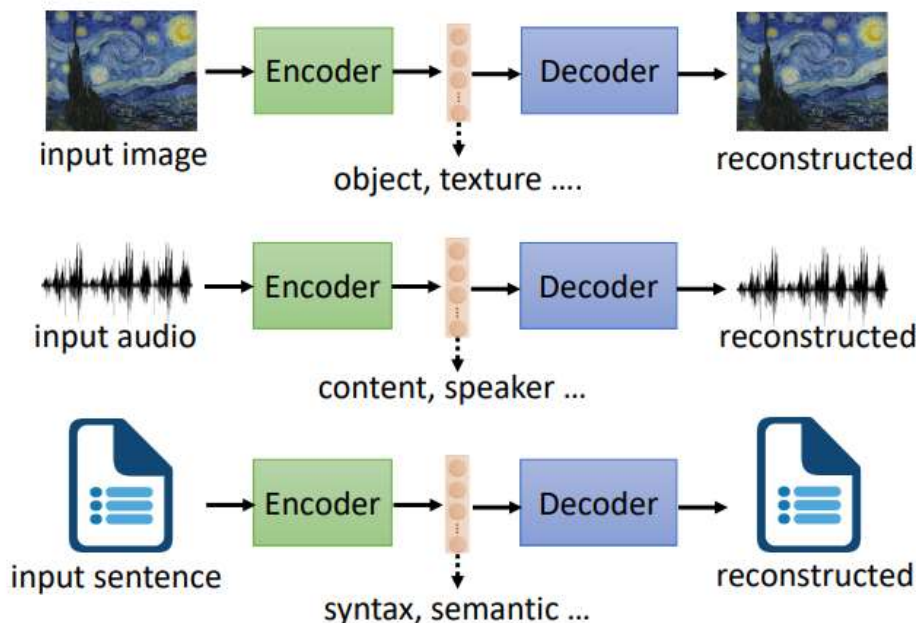 Encoder
Decoder
input image
reconstructed
object, texture ....
Encoder
Decoder
input audio
reconstructed
content, speaker ...
Encoder
Decoder
input sentence
reconstructed
syntax, semantic ...